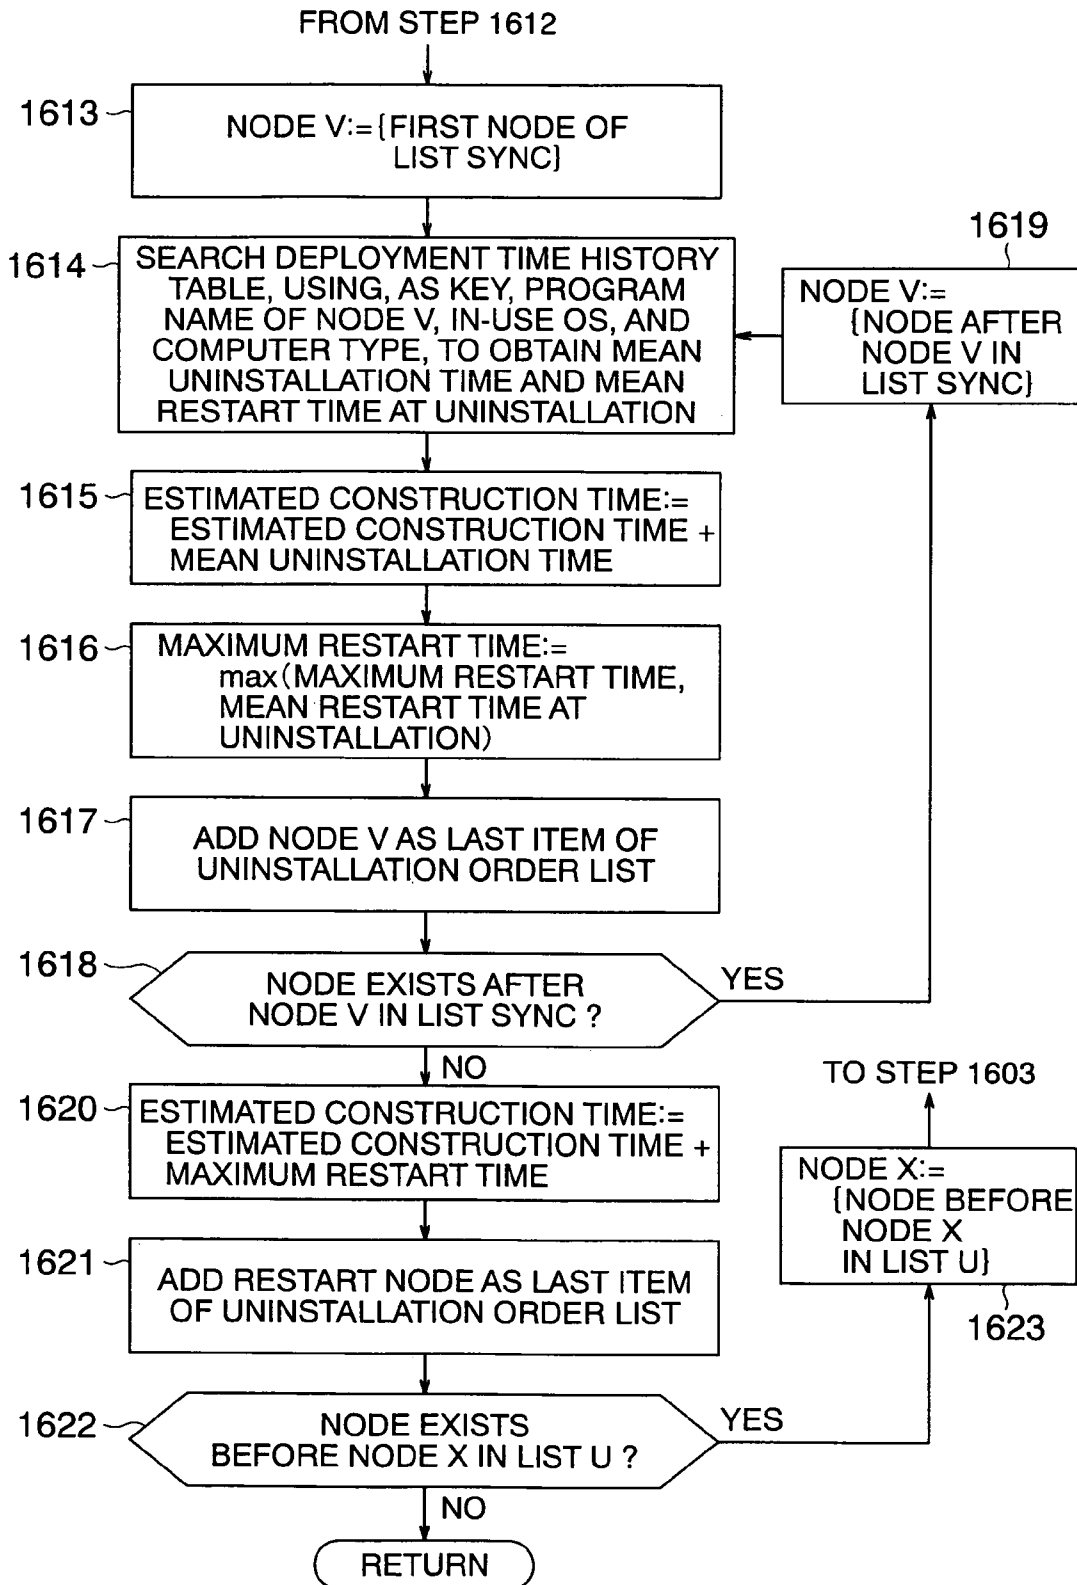 FROM STEP 1612
1613
NODE V:={FIRST NODE OF
LIST SYNC}
1614
SEARCH DEPLOYMENT TIME HISTORY
TABLE, USING, AS KEY, PROGRAM
NAME OF NODE V, IN-USE OS, AND
COMPUTER TYPE, TO OBTAIN MEAN
UNINSTALLATION TIME AND MEAN
RESTART TIME AT UNINSTALLATION
1619
NODE V:=
{NODE AFTER
NODE V IN
LIST SYNC}
1615
ESTIMATED CONSTRUCTION TIME:=
ESTIMATED CONSTRUCTION TIME +
MEAN UNINSTALLATION TIME
1616
MAXIMUM RESTART TIME:=
max(MAXIMUM RESTART TIME,
MEAN RESTART TIME AT
UNINSTALLATION)
1617
ADD NODE V AS LAST ITEM OF
UNINSTALLATION ORDER LIST
1618
NODE EXISTS AFTER
NODE V IN LIST SYNC ?
YES
NO
1620
ESTIMATED CONSTRUCTION TIME:=
ESTIMATED CONSTRUCTION TIME +
MAXIMUM RESTART TIME
1621
ADD RESTART NODE AS LAST ITEM
OF UNINSTALLATION ORDER LIST
TO STEP 1603
NODE X:=
{NODE BEFORE
NODE X
IN LIST U}
1623
1622
NODE EXISTS
BEFORE NODE X IN LIST U ?
YES
NO
RETURN